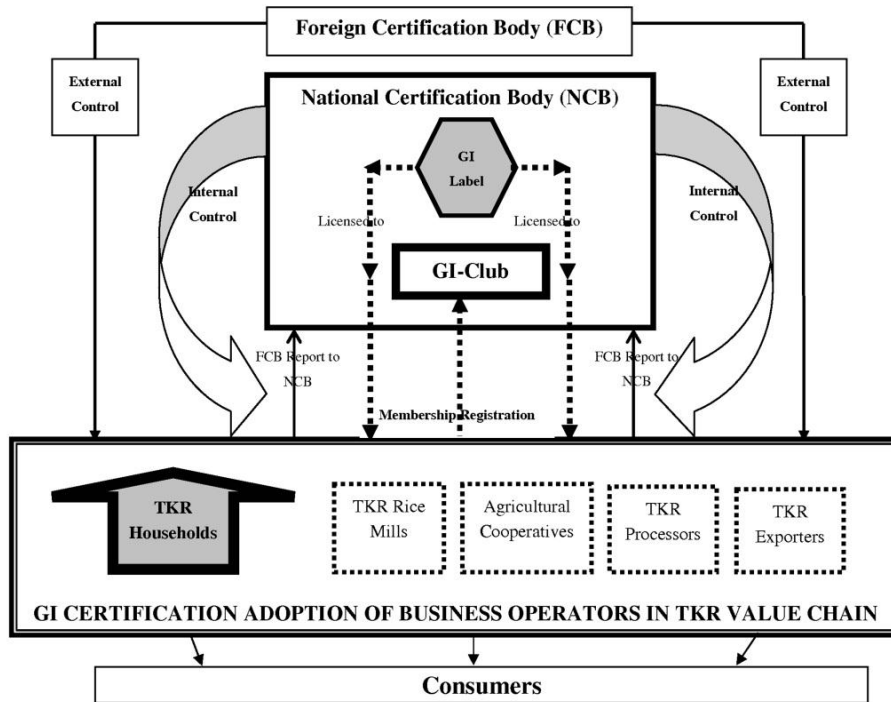 Foreign Certification Body (FCB)
External
Control
External
Control
National Certification Body (NCB)
GI
Label
Internal
Control
Internal
Control
Licensed to
Licensed to
GI-Club
FCB Report to
NCB
FCB Report to
NCB
Membership Registration
TKR
Households
TKR Rice
Mills
Agricultural
Cooperatives
TKR
Processors
TKR
Exporters
GI CERTIFICATION ADOPTION OF BUSINESS OPERATORS IN TKR VALUE CHAIN
Consumers